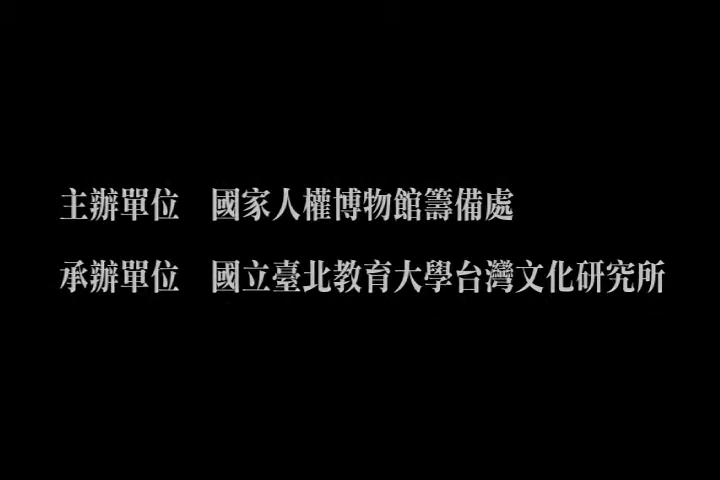 主辦單位　國家人權博物館籌備處
承辦單位　國立臺北教育大學台灣文化研究所